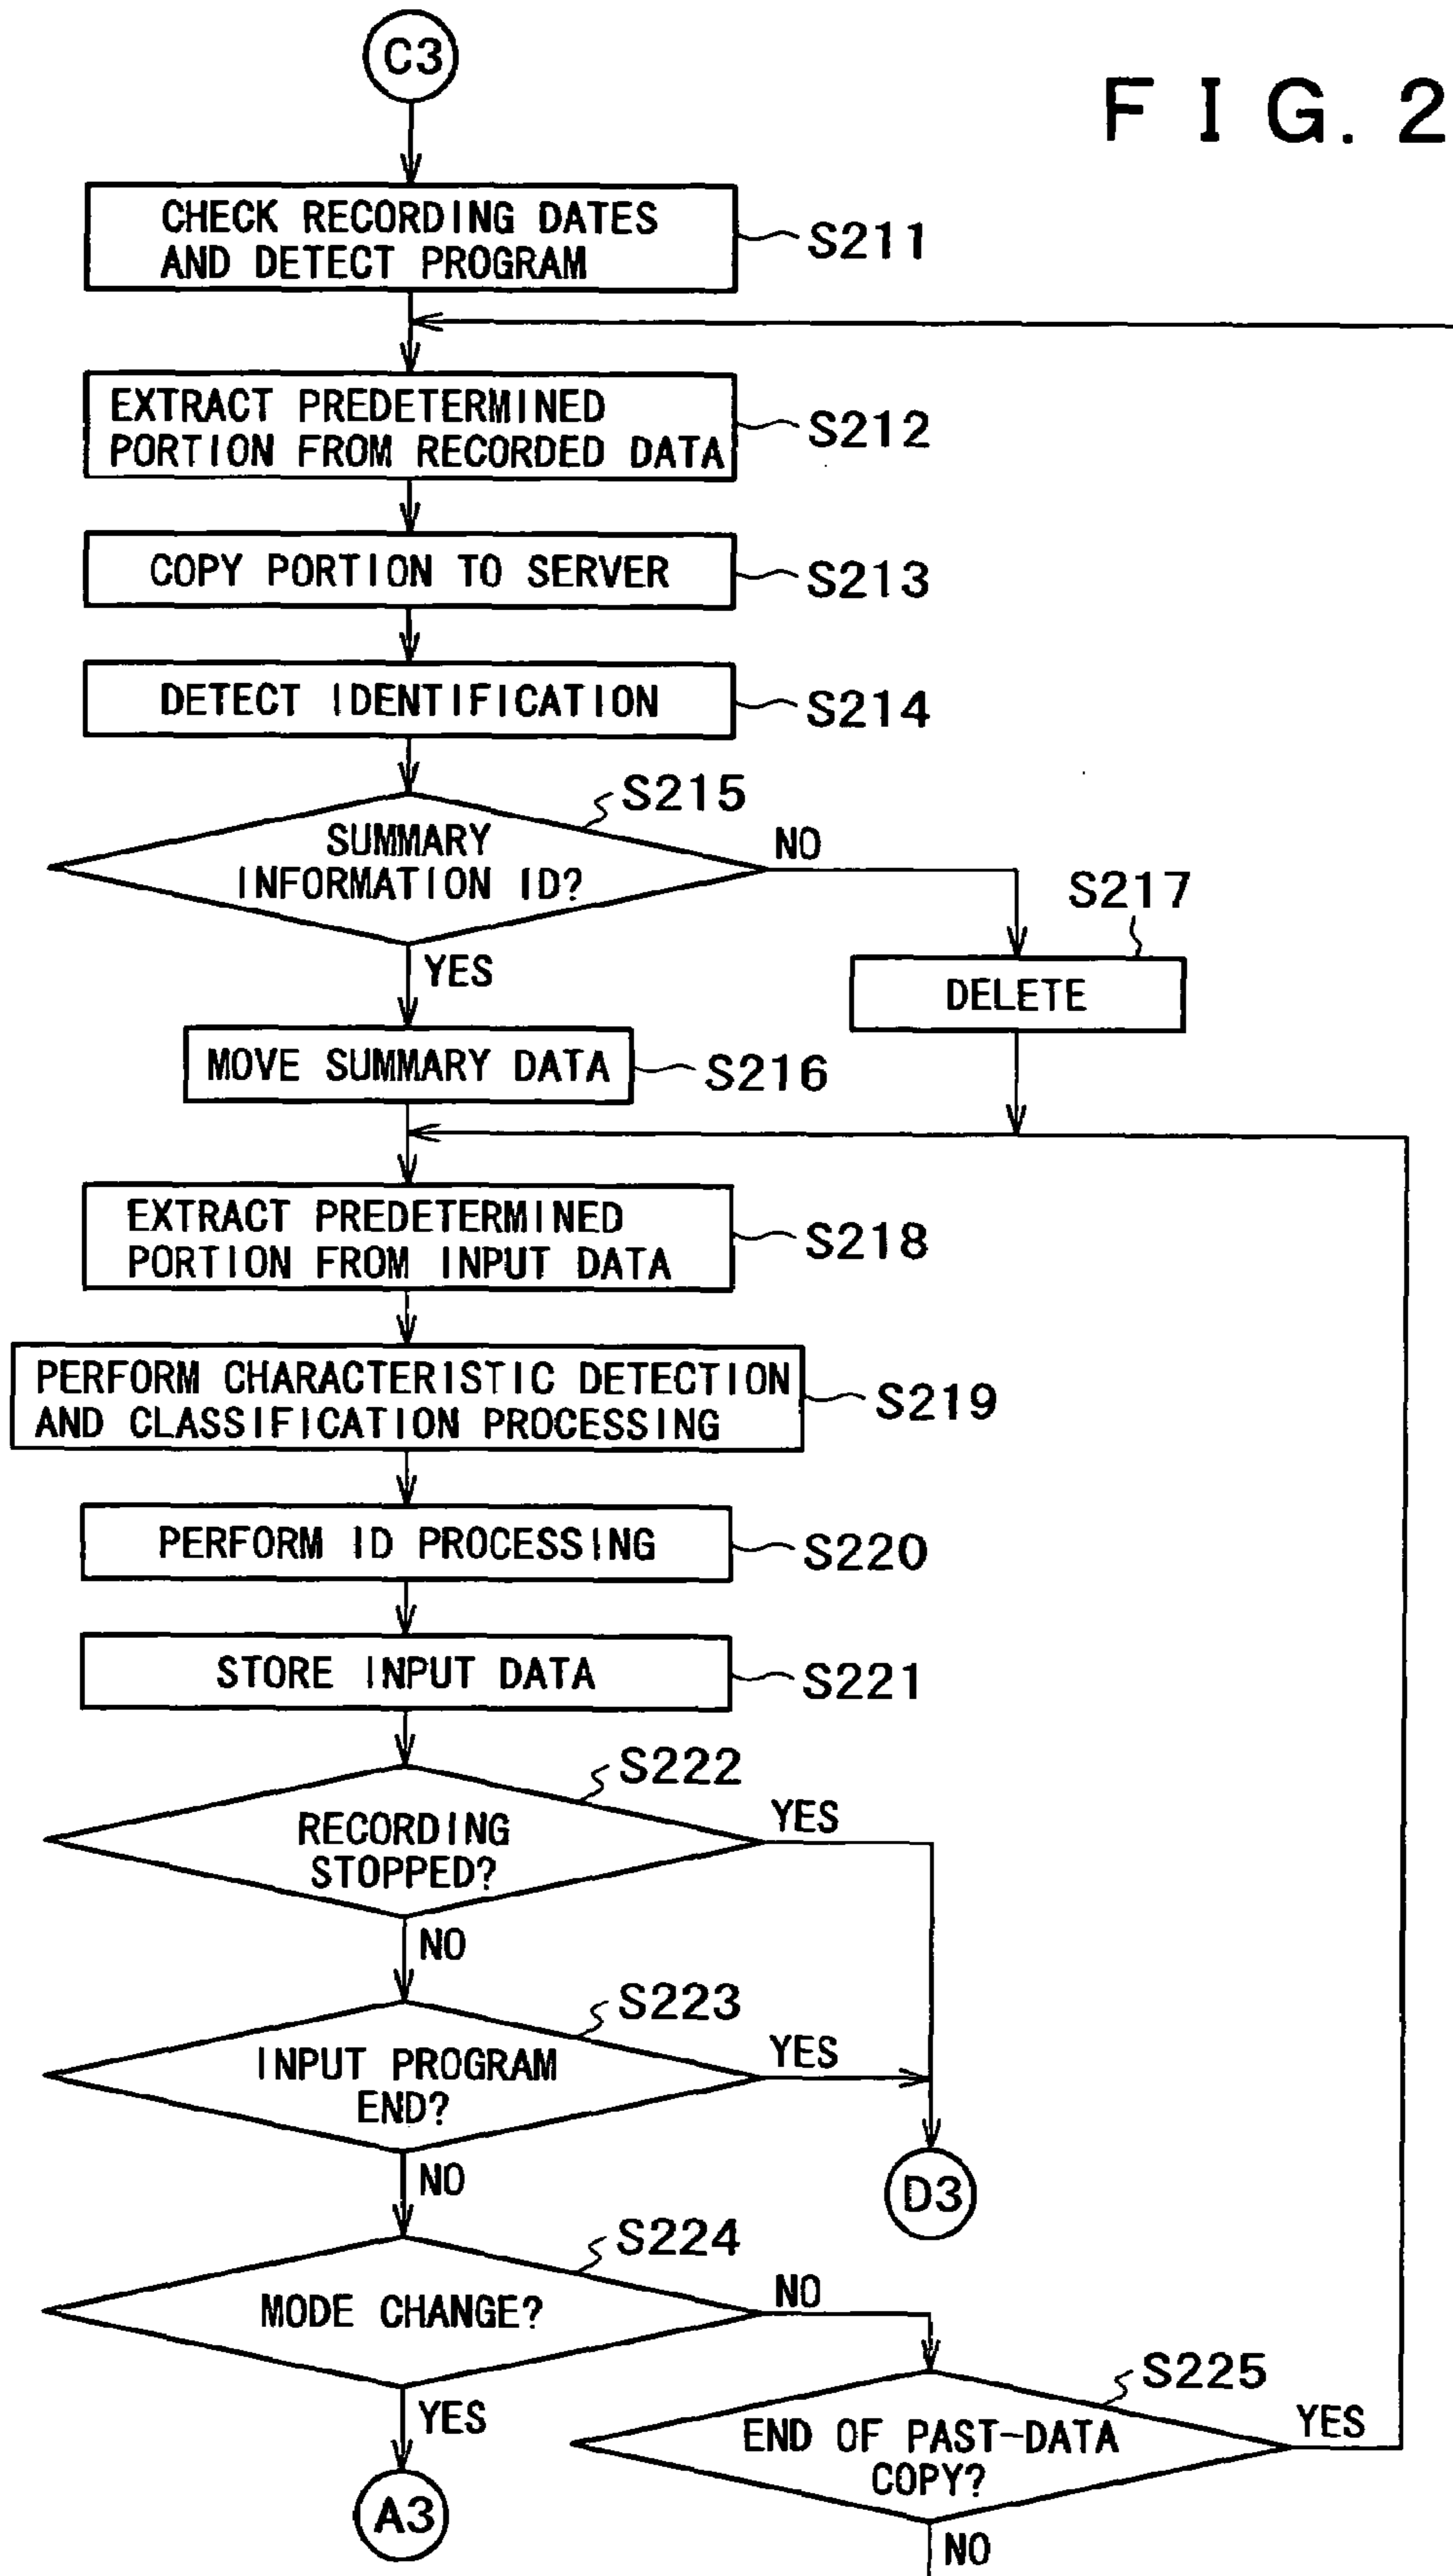 C3
F I G. 2
CHECK RECORDING DATES
AND DETECT PROGRAM
S211
EXTRACT PREDETERMINED
PORTION FROM RECORDED DATA
S212
COPY PORTION TO SERVER
S213
DETECT IDENTIFICATION
S214
S215
SUMMARY
INFORMATION ID?
NO
YES
S217
DELETE
MOVE SUMMARY DATA
S216
EXTRACT PREDETERMINED
PORTION FROM INPUT DATA
S218
PERFORM CHARACTERISTIC DETECTION
AND CLASSIFICATION PROCESSING
S219
PERFORM ID PROCESSING
S220
STORE INPUT DATA
S221
S222
RECORDING
STOPPED?
YES
NO
S223
INPUT PROGRAM
END?
YES
NO
D3
S224
MODE CHANGE?
NO
YES
S225
END OF PAST-DATA
COPY?
YES
A3
NO